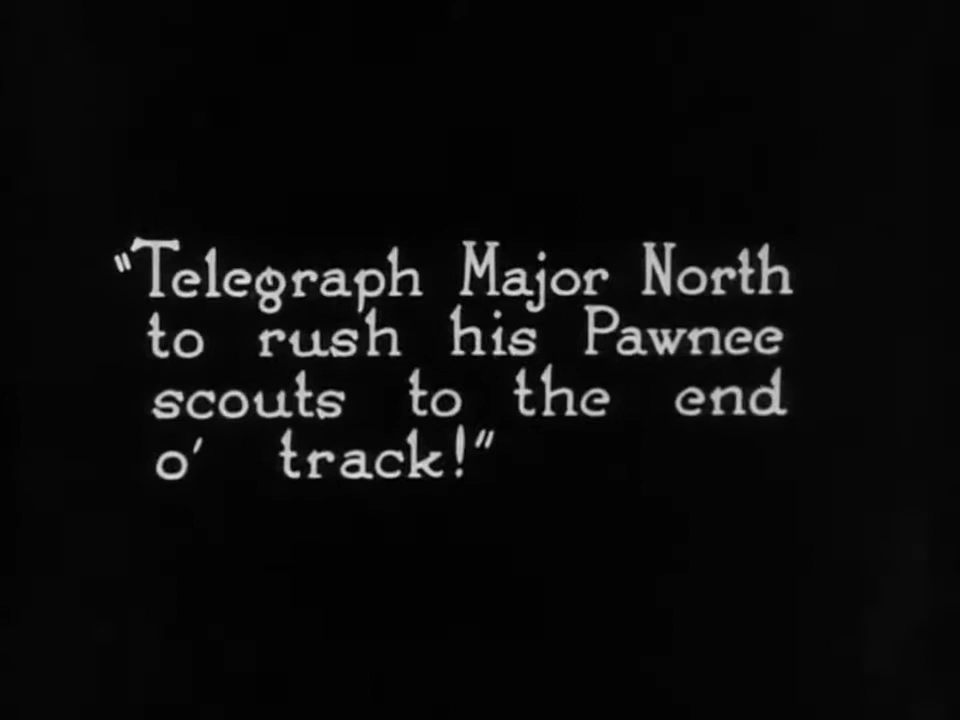 "Telegraph Major North
to rush his Pawnee
scouts to the end
o' track!"